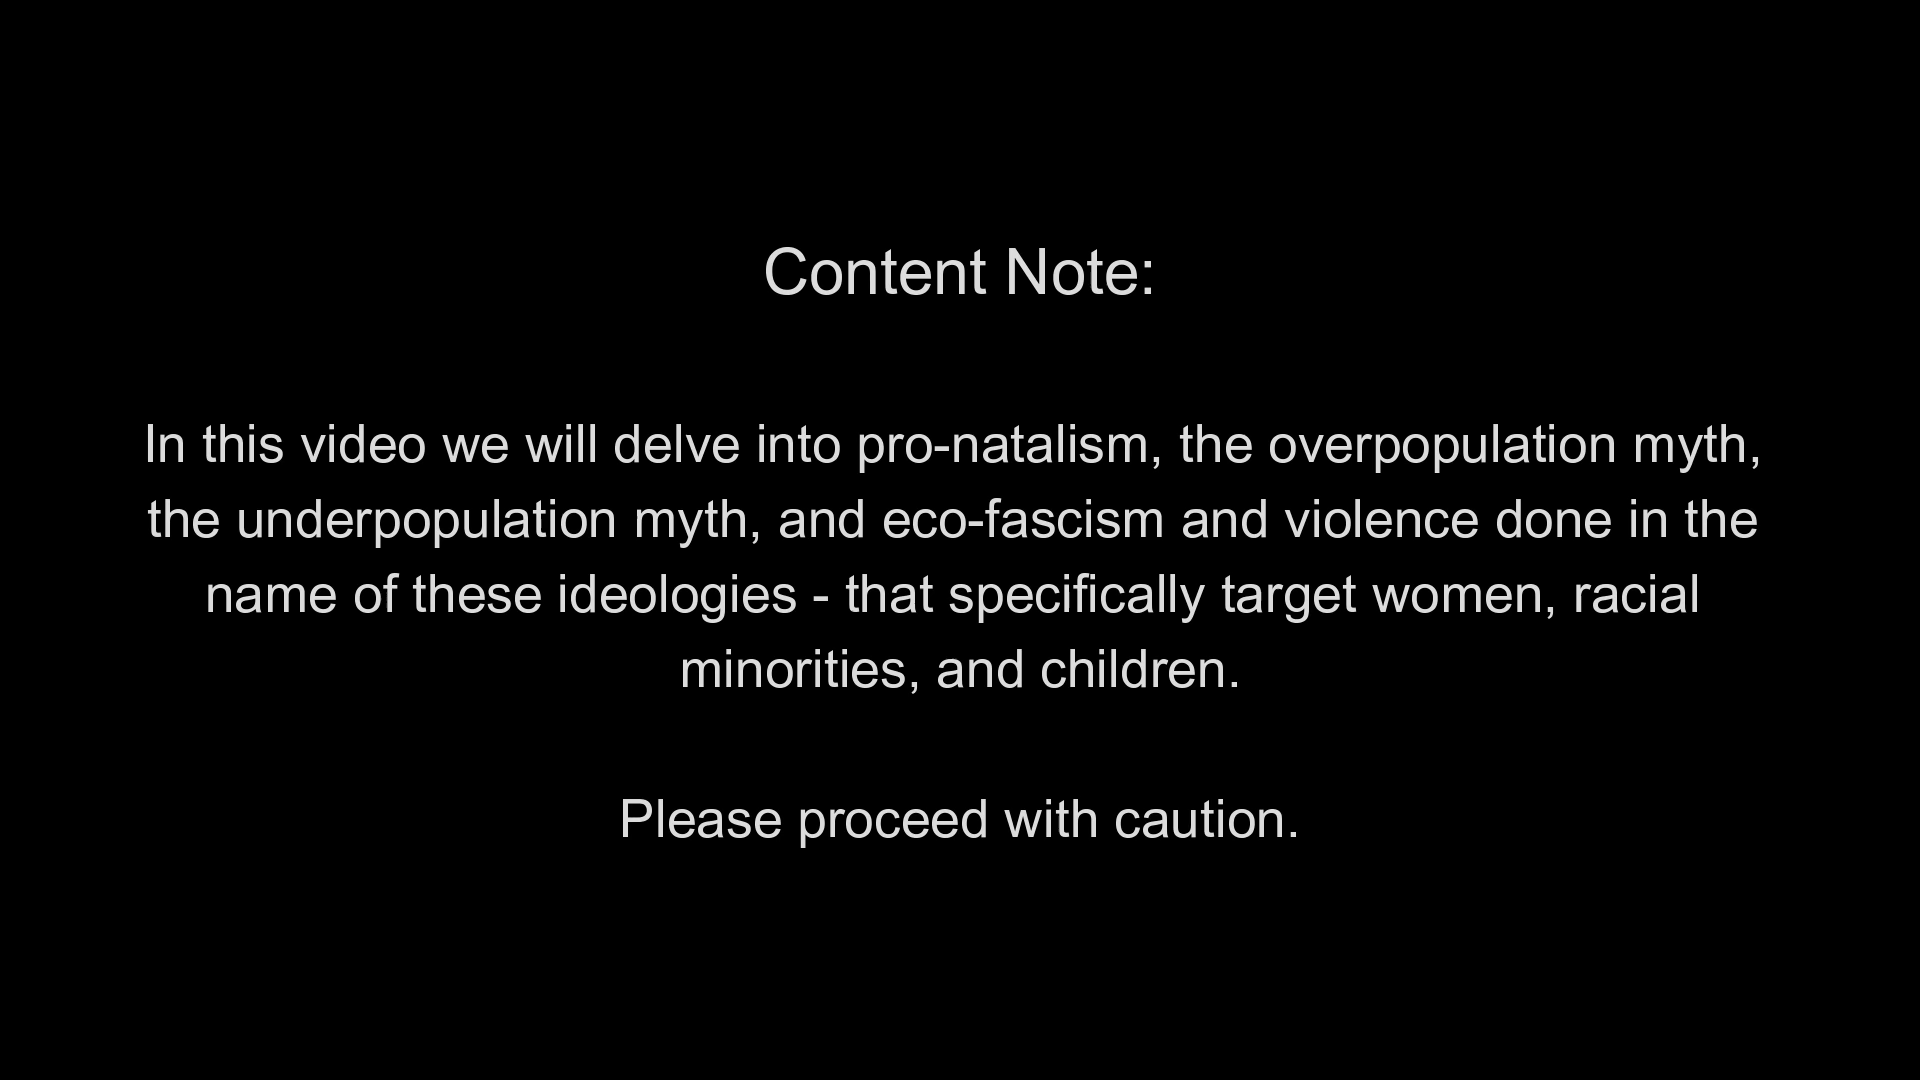 Content Note:
In this video we will delve into pro-natalism, the overpopulation myth,
the underpopulation myth, and eco-fascism and violence done in the
name of these ideologies - that specifically target women, racial
minorities, and children.
Please proceed with caution.